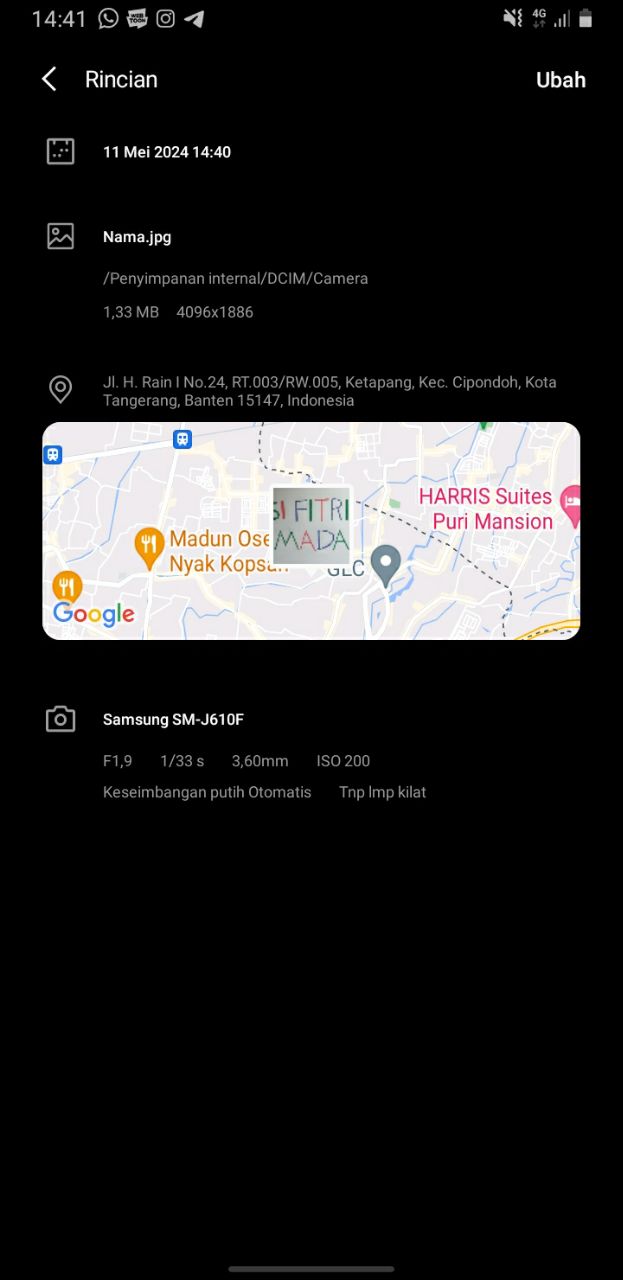 14:41
4G
Rincian
Ubah
11 Mei 2024 14:40
Nama.jpg
/Penyimpanan internal/DCIM/Camera
1,33 MB 4096x1886
Jl. H. Rain I No.24, RT.003/RW.005, Ketapang, Kec. Cipondoh, Kota
Tangerang, Banten 15147, Indonesia
SI FITRI
MADA
HARRIS Suites
Puri Mansion
Madun Ose
Nyak Kopsah
GLC
Google
Samsung SM-J610F
F1,9 1/33 s 3,60mm ISO 200
Keseimbangan putih Otomatis Tnp lmp kilat